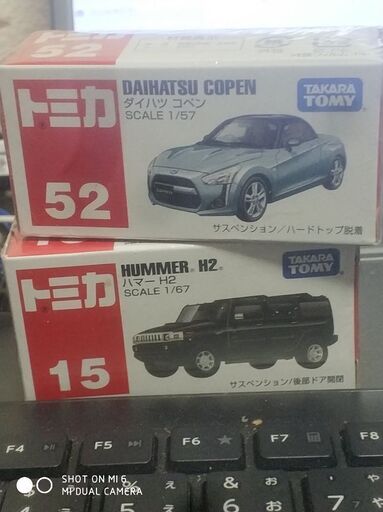 52
トミカ
52
DAIHATSU COPEN
ダイハツ コペン
SCALE 1/57
TAKARA
TOMY
サスペンション/ハードトップ脱着
トミカ
15
HUMMER® H2®
ハマー H2
SCALE 1/67
TAKARA
TOMY
サスペンション/後部ドア開閉
F4
F5
F6
F7
F8
SHOT ON MI 6
MI DUAL CAMERA